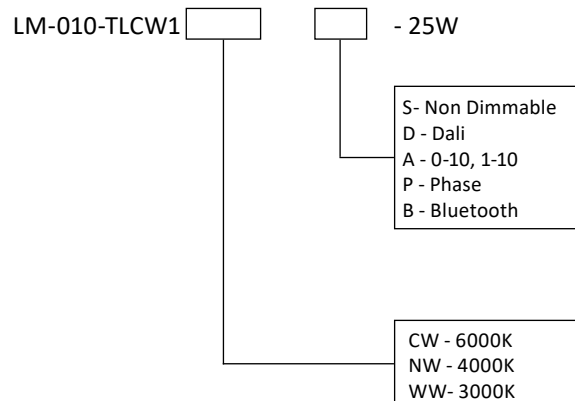 LM-010-TLCW1 - 25W
S- Non Dimmable
D - Dali
A - 0-10, 1-10
P - Phase
B - Bluetooth
CW - 6000K
NW - 4000K
WW- 3000K